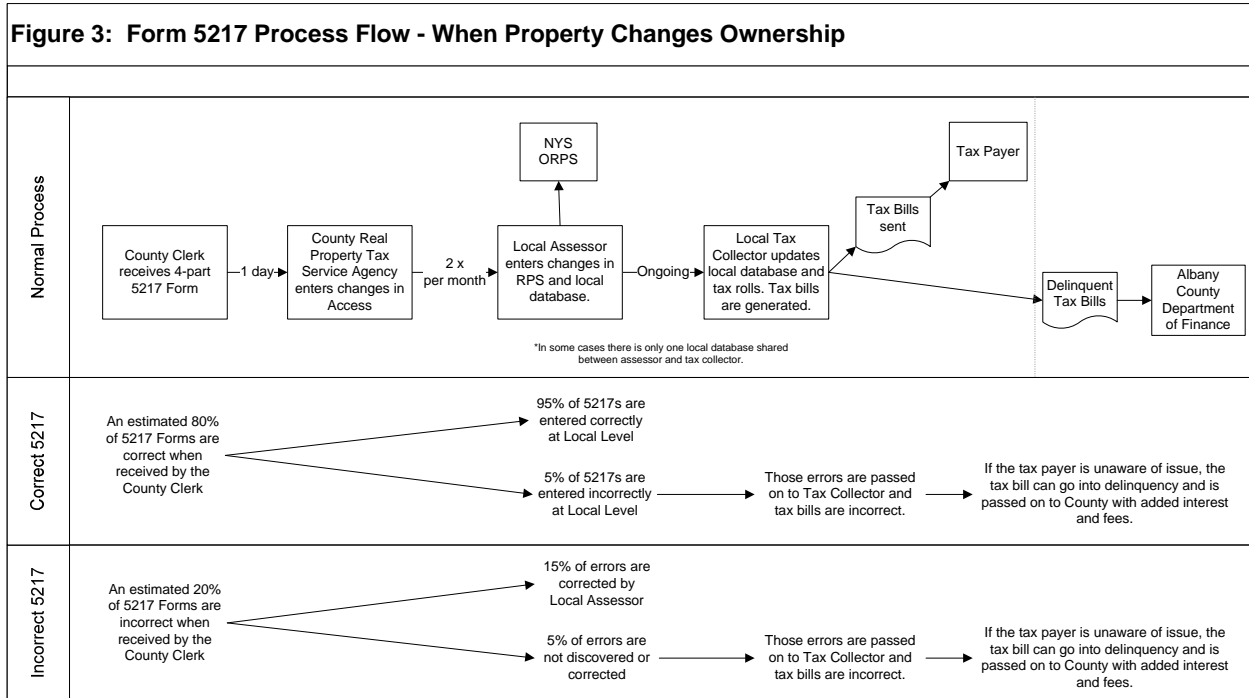 Figure 3:  Form 5217 Process Flow - When Property Changes Ownership
Normal Process
County Clerk
receives 4-part
5217 Form
1 day
County Real
Property Tax
Service Agency
enters changes in
Access
2 x
per month
NYS
ORPS
Local Assessor
enters changes in
RPS and local
database.
Ongoing
Local Tax
Collector updates
local database and
tax rolls. Tax bills
are generated.
Tax Bills
sent
Tax Payer
Delinquent
Tax Bills
Albany
County
Department
of Finance
*In some cases there is only one local database shared
between assessor and tax collector.
Correct 5217
An estimated 80%
of 5217 Forms are
correct when
received by the
County Clerk
95% of 5217s are
entered correctly
at Local Level
5% of 5217s are
entered incorrectly
at Local Level
Those errors are passed
on to Tax Collector and
tax bills are incorrect.
If the tax payer is unaware of issue, the
tax bill can go into delinquency and is
passed on to County with added interest
and fees.
Incorrect 5217
An estimated 20%
of 5217 Forms are
incorrect when
received by the
County Clerk
15% of errors are
corrected by
Local Assessor
5% of errors are
not discovered or
corrected
Those errors are passed
on to Tax Collector and
tax bills are incorrect.
If the tax payer is unaware of issue, the
tax bill can go into delinquency and is
passed on to County with added interest
and fees.